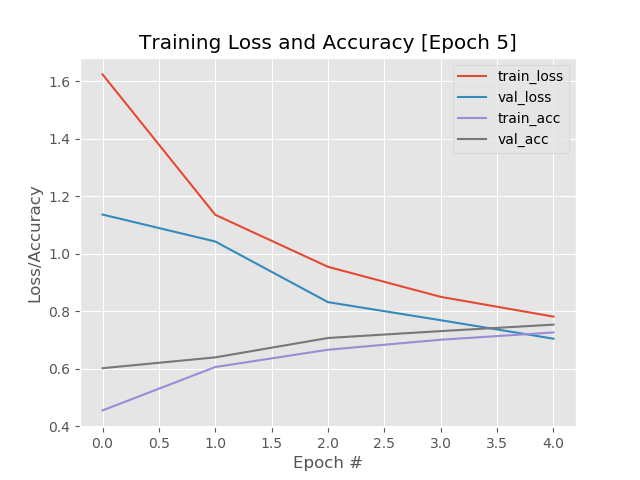 Training Loss and Accuracy [Epoch 5]
train_loss
val_loss
train_acc
val_acc
Loss/Accuracy
1.6
1.4
1.2
1.0
0.8
0.6
0.4
0.0 0.5 1.0 1.5 2.0 2.5 3.0 3.5 4.0
Epoch #